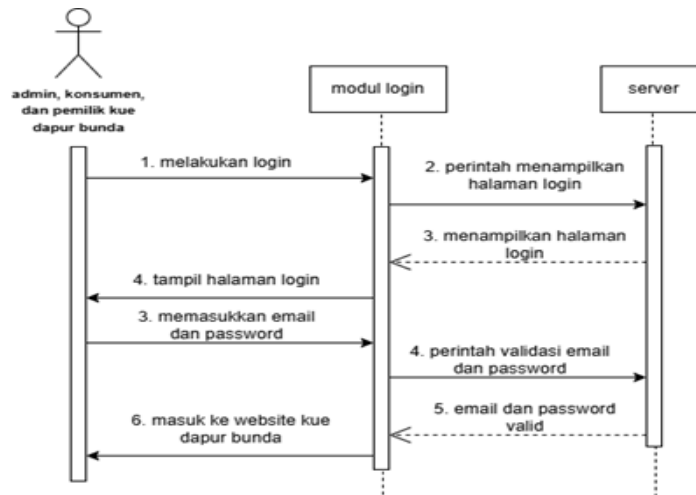 admin, konsumen,
dan pemilik kue
dapur bunda
modul login
server
1. melakukan login
2. perintah menampilkan
halaman login
3. menampilkan halaman
login
4. tampil halaman login
3. memasukkan email
dan password
4. perintah validasi email
dan password
5. email dan password
valid
6. masuk ke website kue
dapur bunda